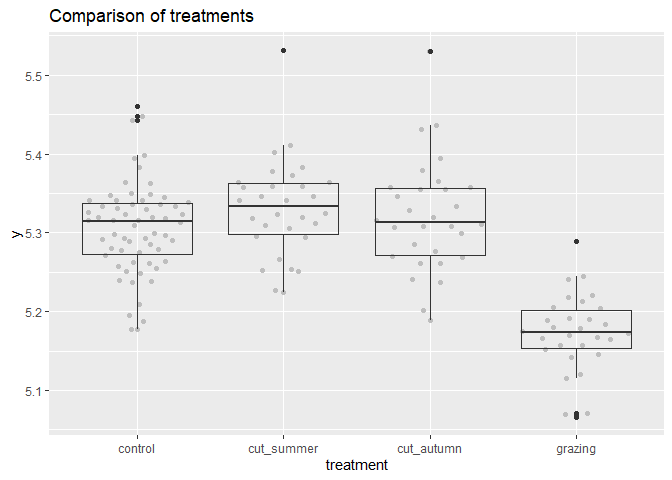 Comparison of treatments
y
5.5
5.4
5.3
5.2
5.1
control cut_summer cut_autumn grazing
treatment